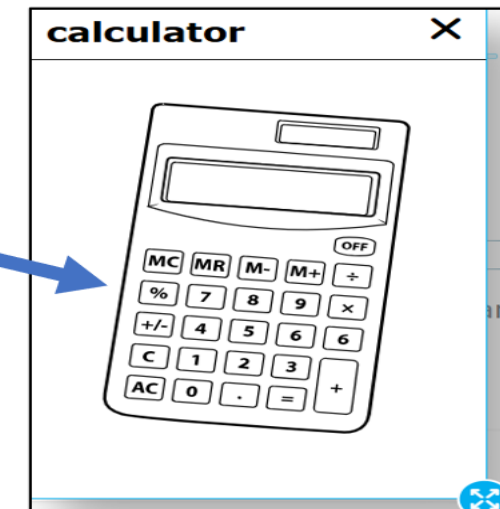 calculator ×
OFF
MC MR M- M+ ÷
% 7 8 9 ×
+/- 4 5 6 6
C 1 2 3
AC 0 . = +